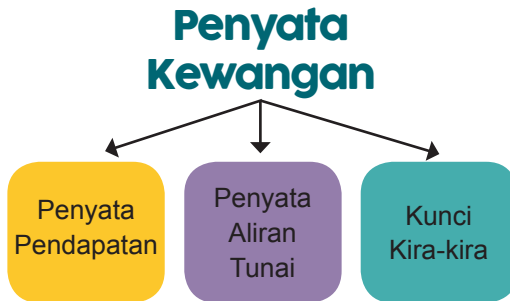 Penyata
Kewangan
Penyata
Pendapatan
Penyata
Aliran
Tunai
Kunci
Kira-kira